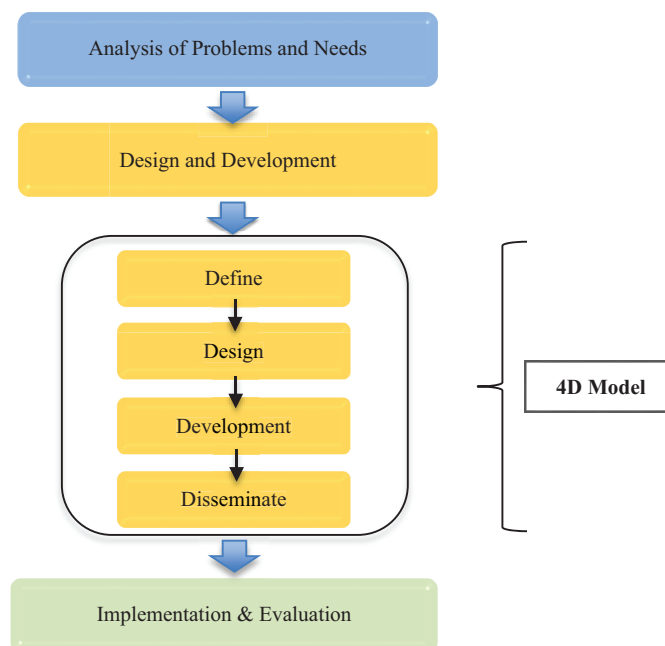 Analysis of Problems and Needs
Design and Development
Define
Design
Development
Disseminate
4D Model
Implementation & Evaluation